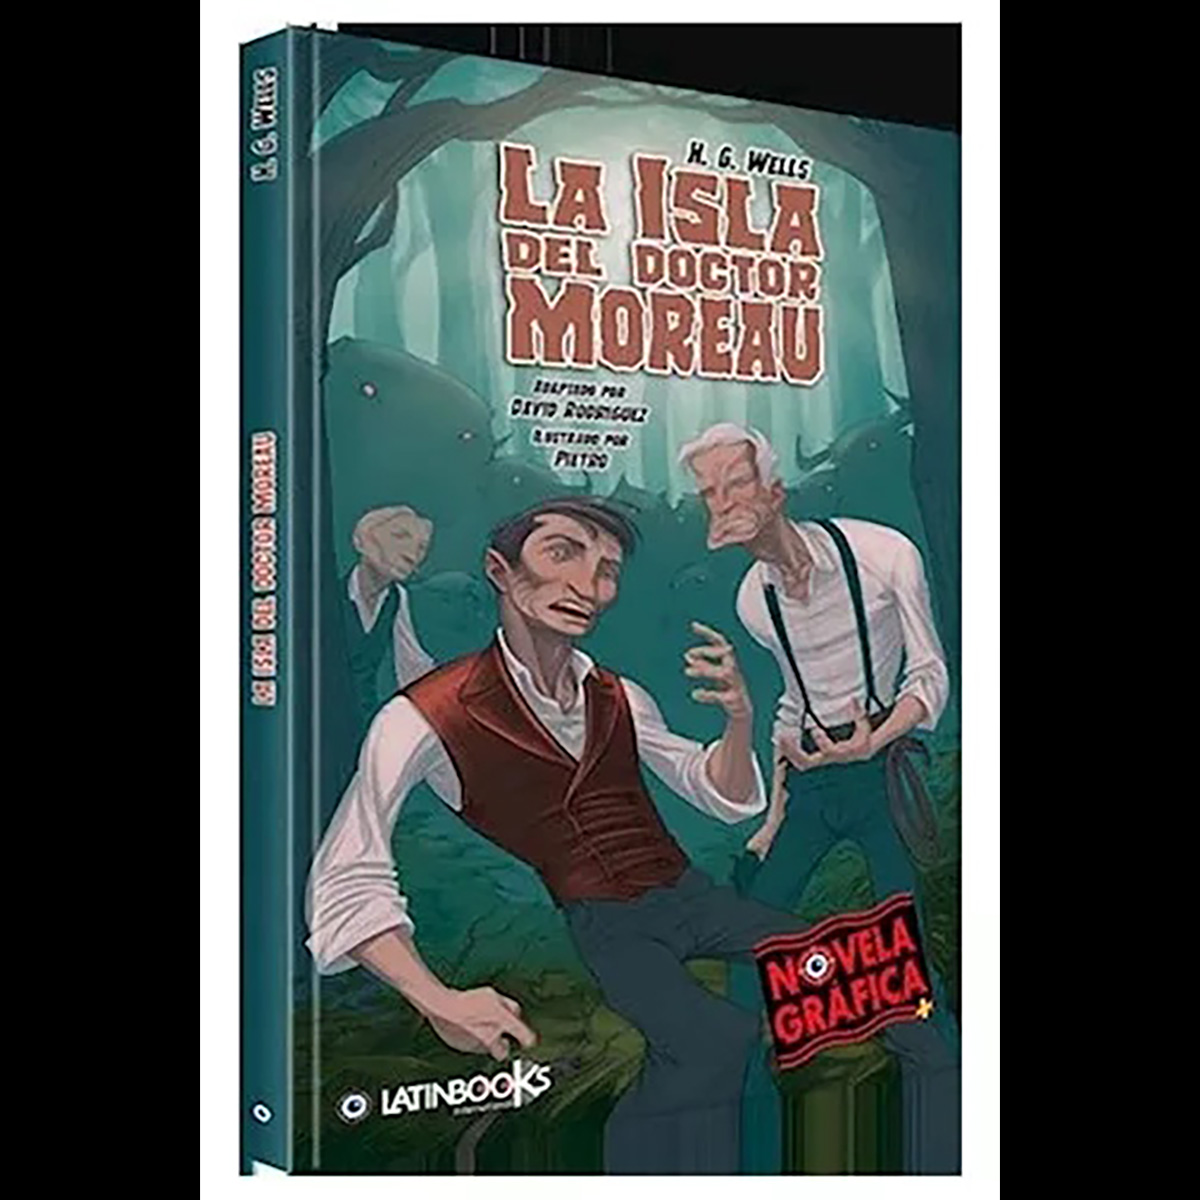 H. G. WELLS
LA ISLA
DEL DOCTOR
MOREAU
ADAPTADO POR
DAVID RODRIGUEZ
ILUSTRADO POR
PIETRO
NOVELA
GRÁFICA+
LATINBOOKS
H. G. WELLS
LA ISLA DEL DOCTOR MOREAU